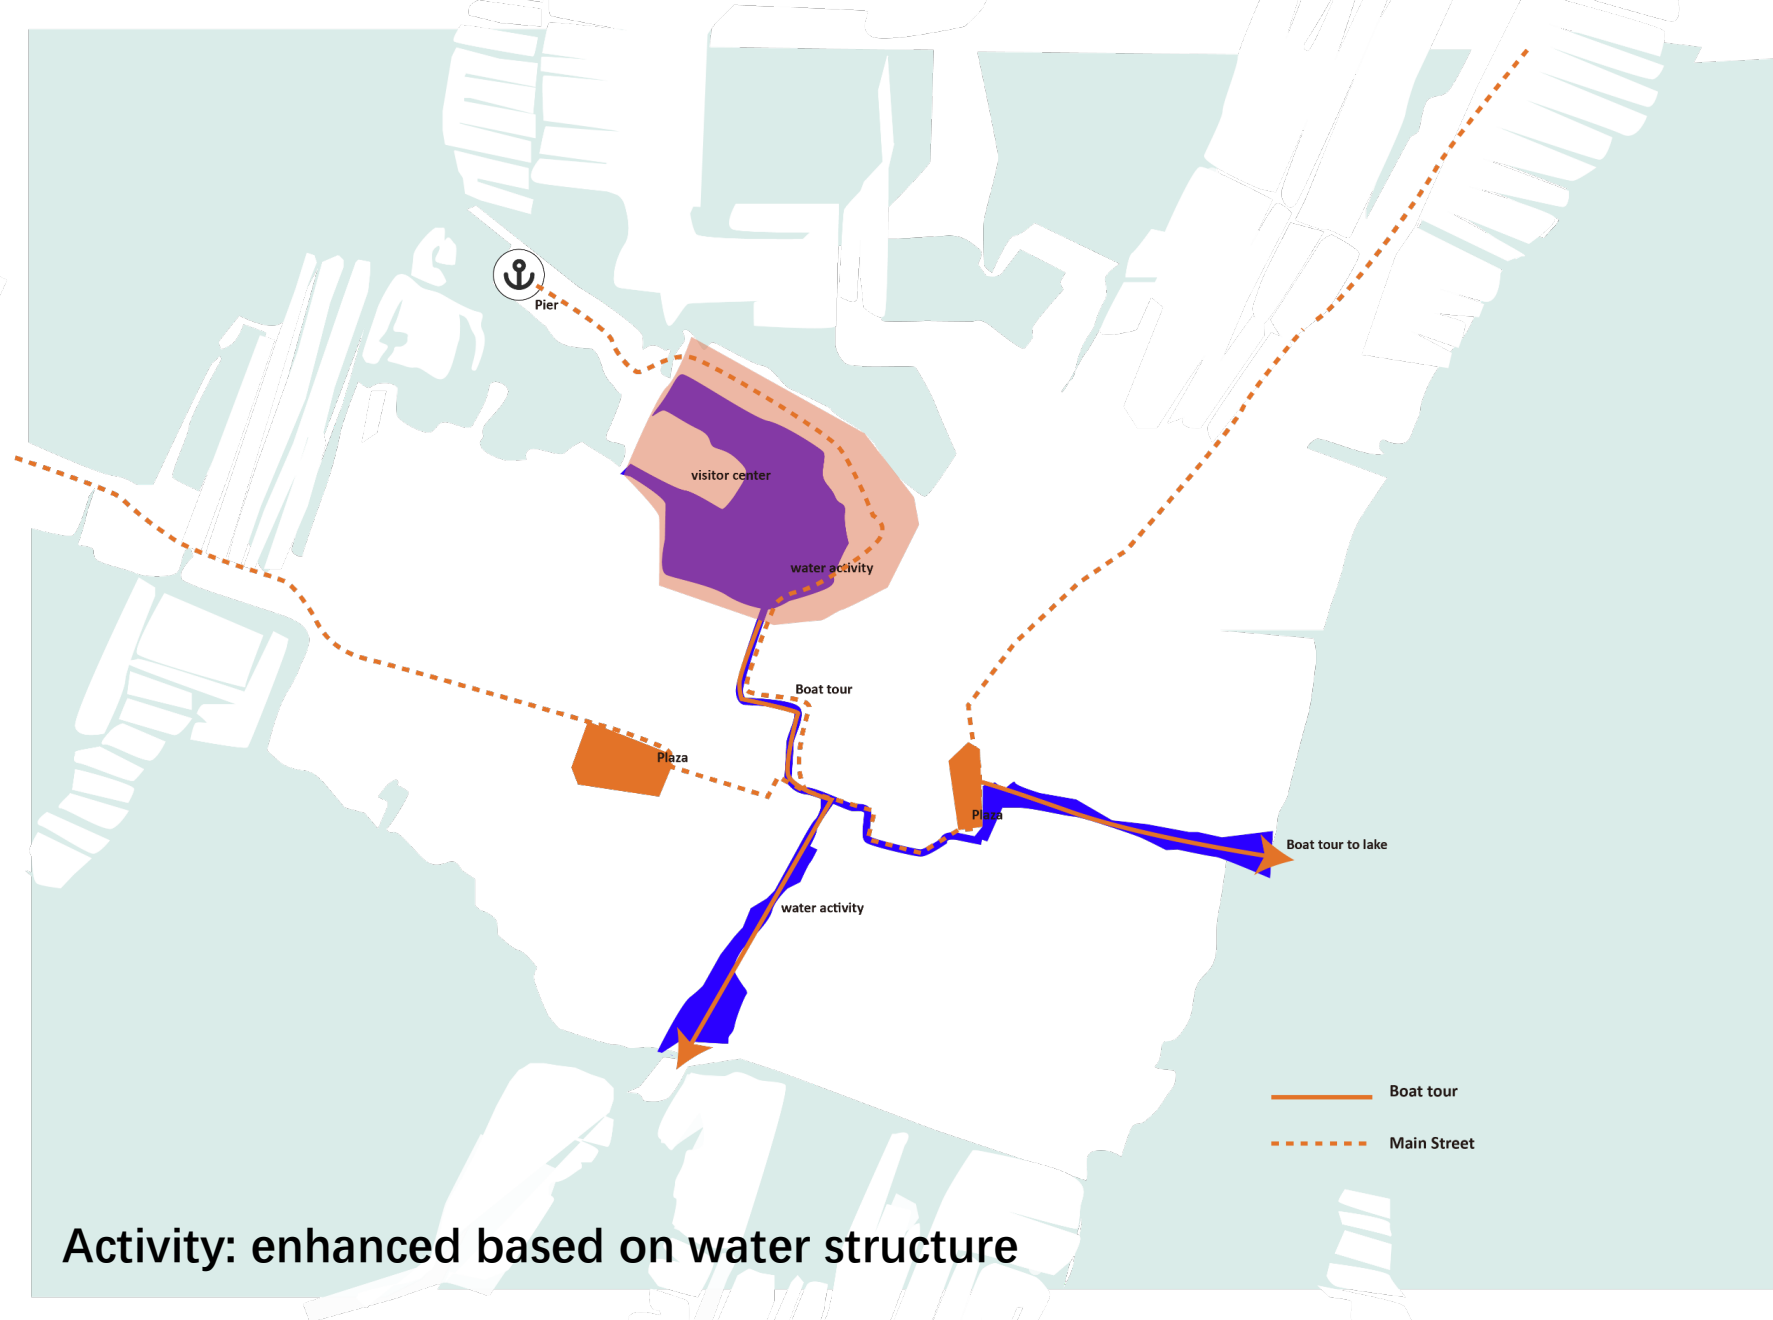 Pier
visitor center
water activity
Boat tour
Plaza
Plaza
Boat tour to lake
water activity
Boat tour
Main Street
Activity: enhanced based on water structure